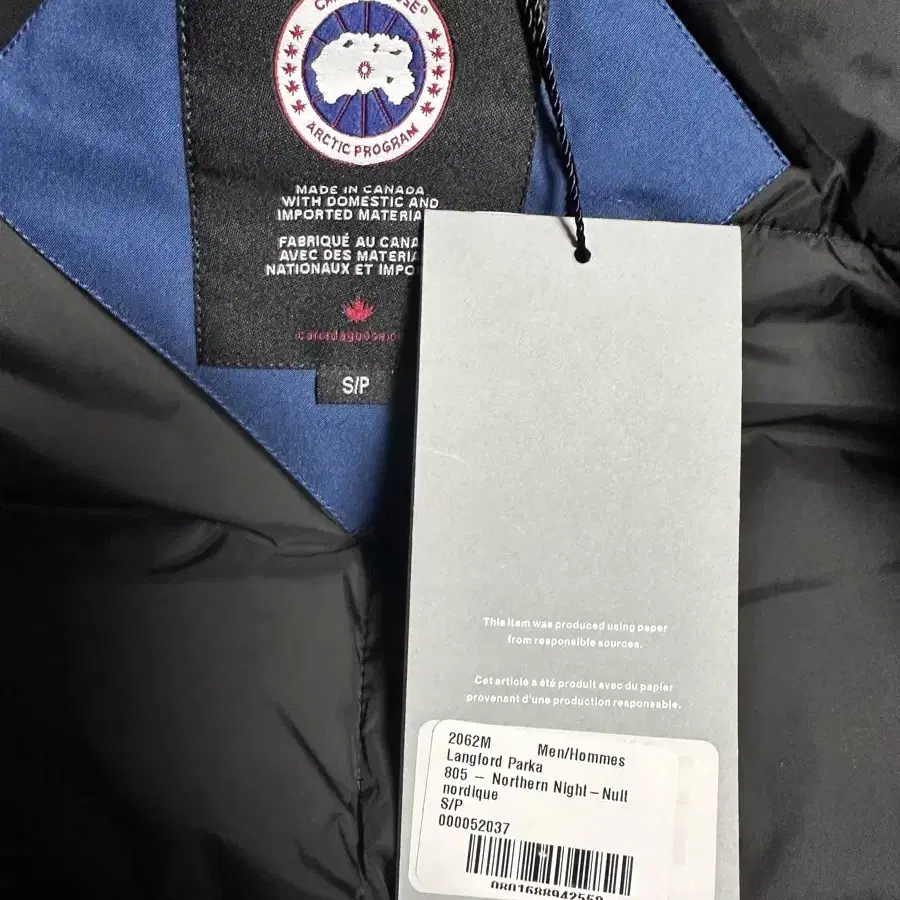 ARCTIC PROGRAM
MADE IN CANADA
WITH DOMESTIC AND
IMPORTED MATERIA
FABRIQUÉ AU CANA
AVEC DES MATERIA
NATIONAUX ET IMPO
S/P
This item was produced using paper
from responsible sources.
Cet article a été produit avec du papier
provenant d'une production responsable.
2062M Men/Hommes
Langford Parka
805 – Northern Night – Nuit
nordique
S/P
000052037